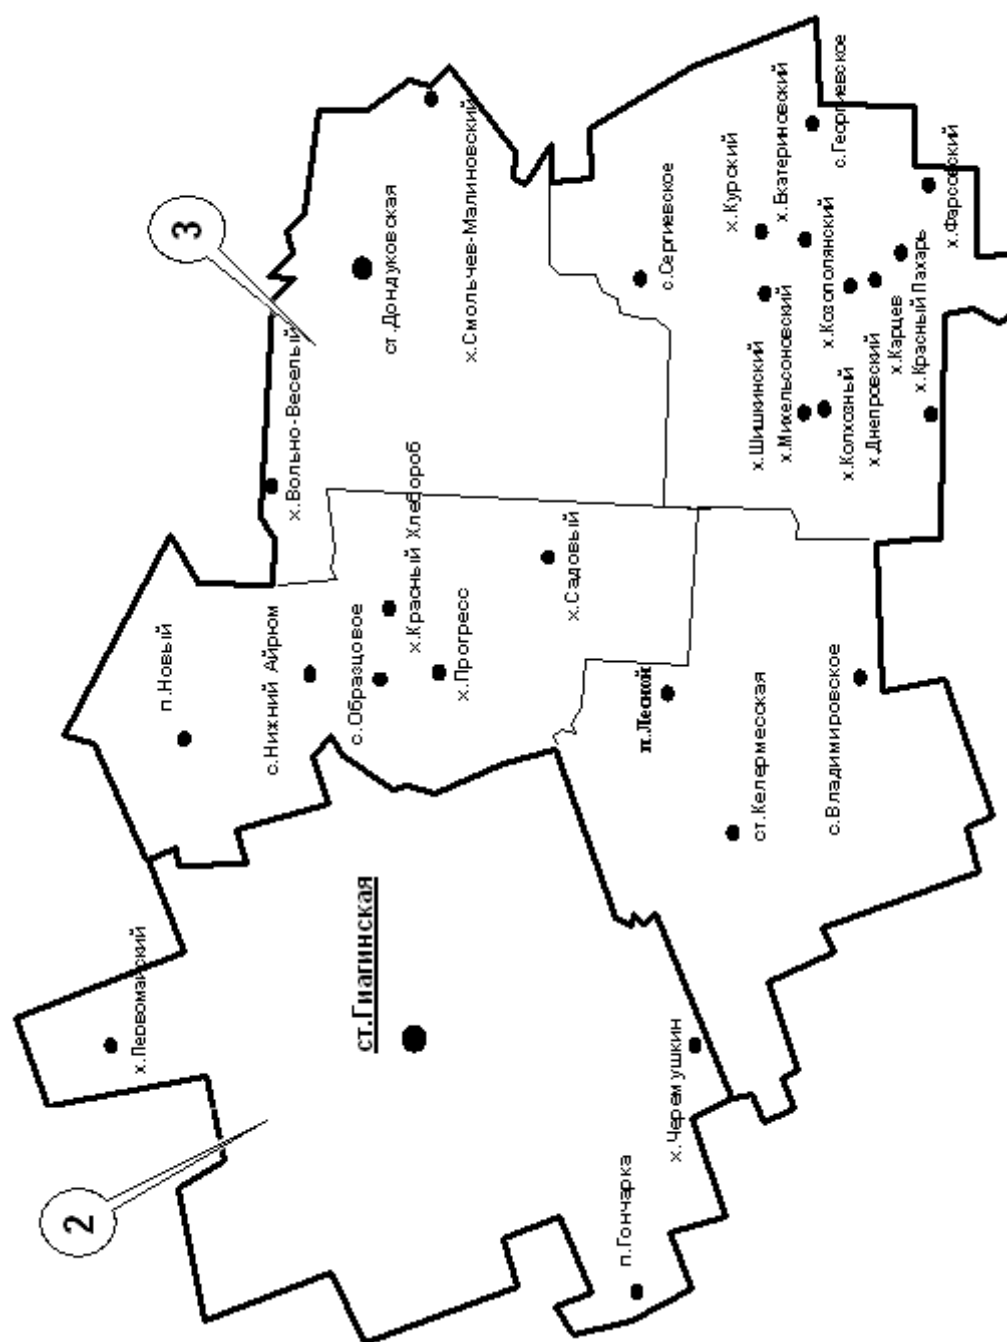 2
3
х.Первомайский
п.Новый
с.Нижний Айрюм
х.Вольно-Веселый
ст.Гиагинская
с.Образцовое
х.Красный Хлебороб
х.Прогресс
ст.Дондуковская
х.Смольчев-Малиновский
х.Садовый
п.Гончарка
х.Черемушкин
п.Лесной
с.Сергиевское
ст.Келермесская
с.Владимировское
х.Курский
х.Екатериновский
с.Георгиевское
х.Шишкинский
х.Михельсоновский
х.Козополянский
х.Колхозный
х.Днепровский
х.Карцев
х.Красный Пахарь
х.Фарсовский